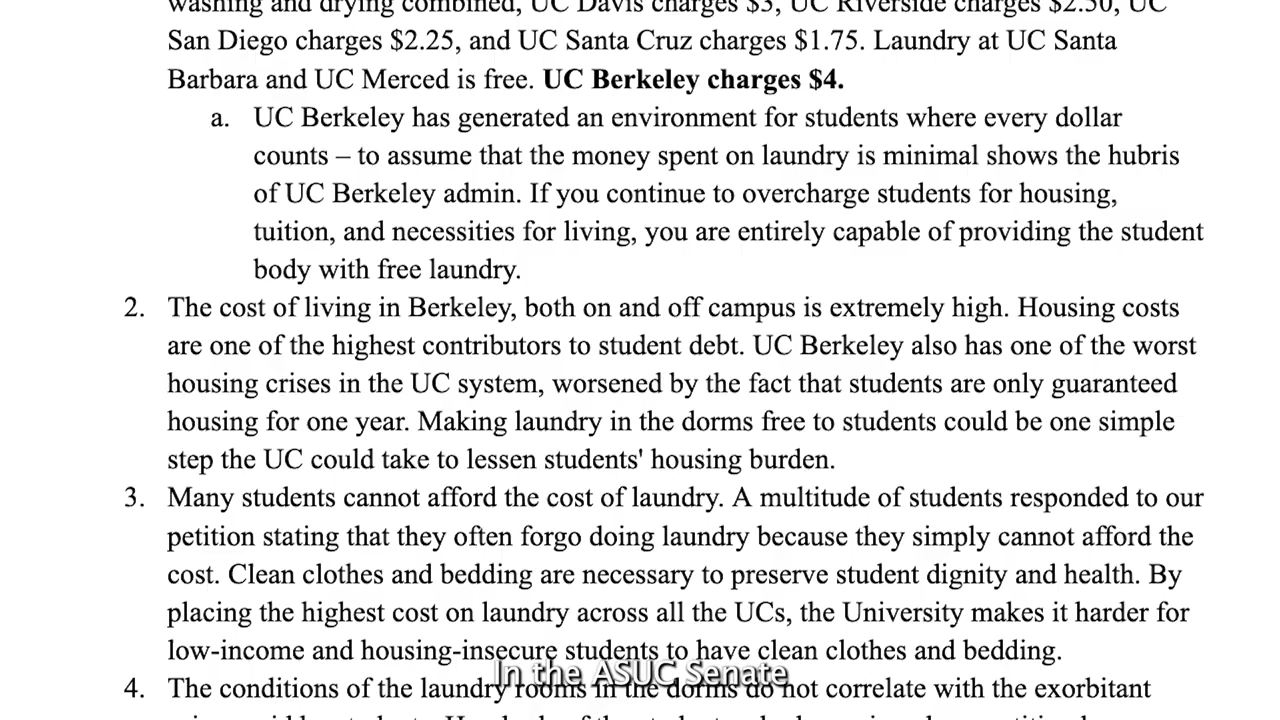 washing and drying combined, UC Davis charges $3, UC Riverside charges $2.50, UC
San Diego charges $2.25, and UC Santa Cruz charges $1.75. Laundry at UC Santa
Barbara and UC Merced is free. UC Berkeley charges $4.
a. UC Berkeley has generated an environment for students where every dollar
counts – to assume that the money spent on laundry is minimal shows the hubris
of UC Berkeley admin. If you continue to overcharge students for housing,
tuition, and necessities for living, you are entirely capable of providing the student
body with free laundry.
2. The cost of living in Berkeley, both on and off campus is extremely high. Housing costs
are one of the highest contributors to student debt. UC Berkeley also has one of the worst
housing crises in the UC system, worsened by the fact that students are only guaranteed
housing for one year. Making laundry in the dorms free to students could be one simple
step the UC could take to lessen students' housing burden.
3. Many students cannot afford the cost of laundry. A multitude of students responded to our
petition stating that they often forgo doing laundry because they simply cannot afford the
cost. Clean clothes and bedding are necessary to preserve student dignity and health. By
placing the highest cost on laundry across all the UCs, the University makes it harder for
low-income and housing-insecure students to have clean clothes and bedding.
In the ASUC Senate
4. The conditions of the laundry rooms in the dorms do not correlate with the exorbitant